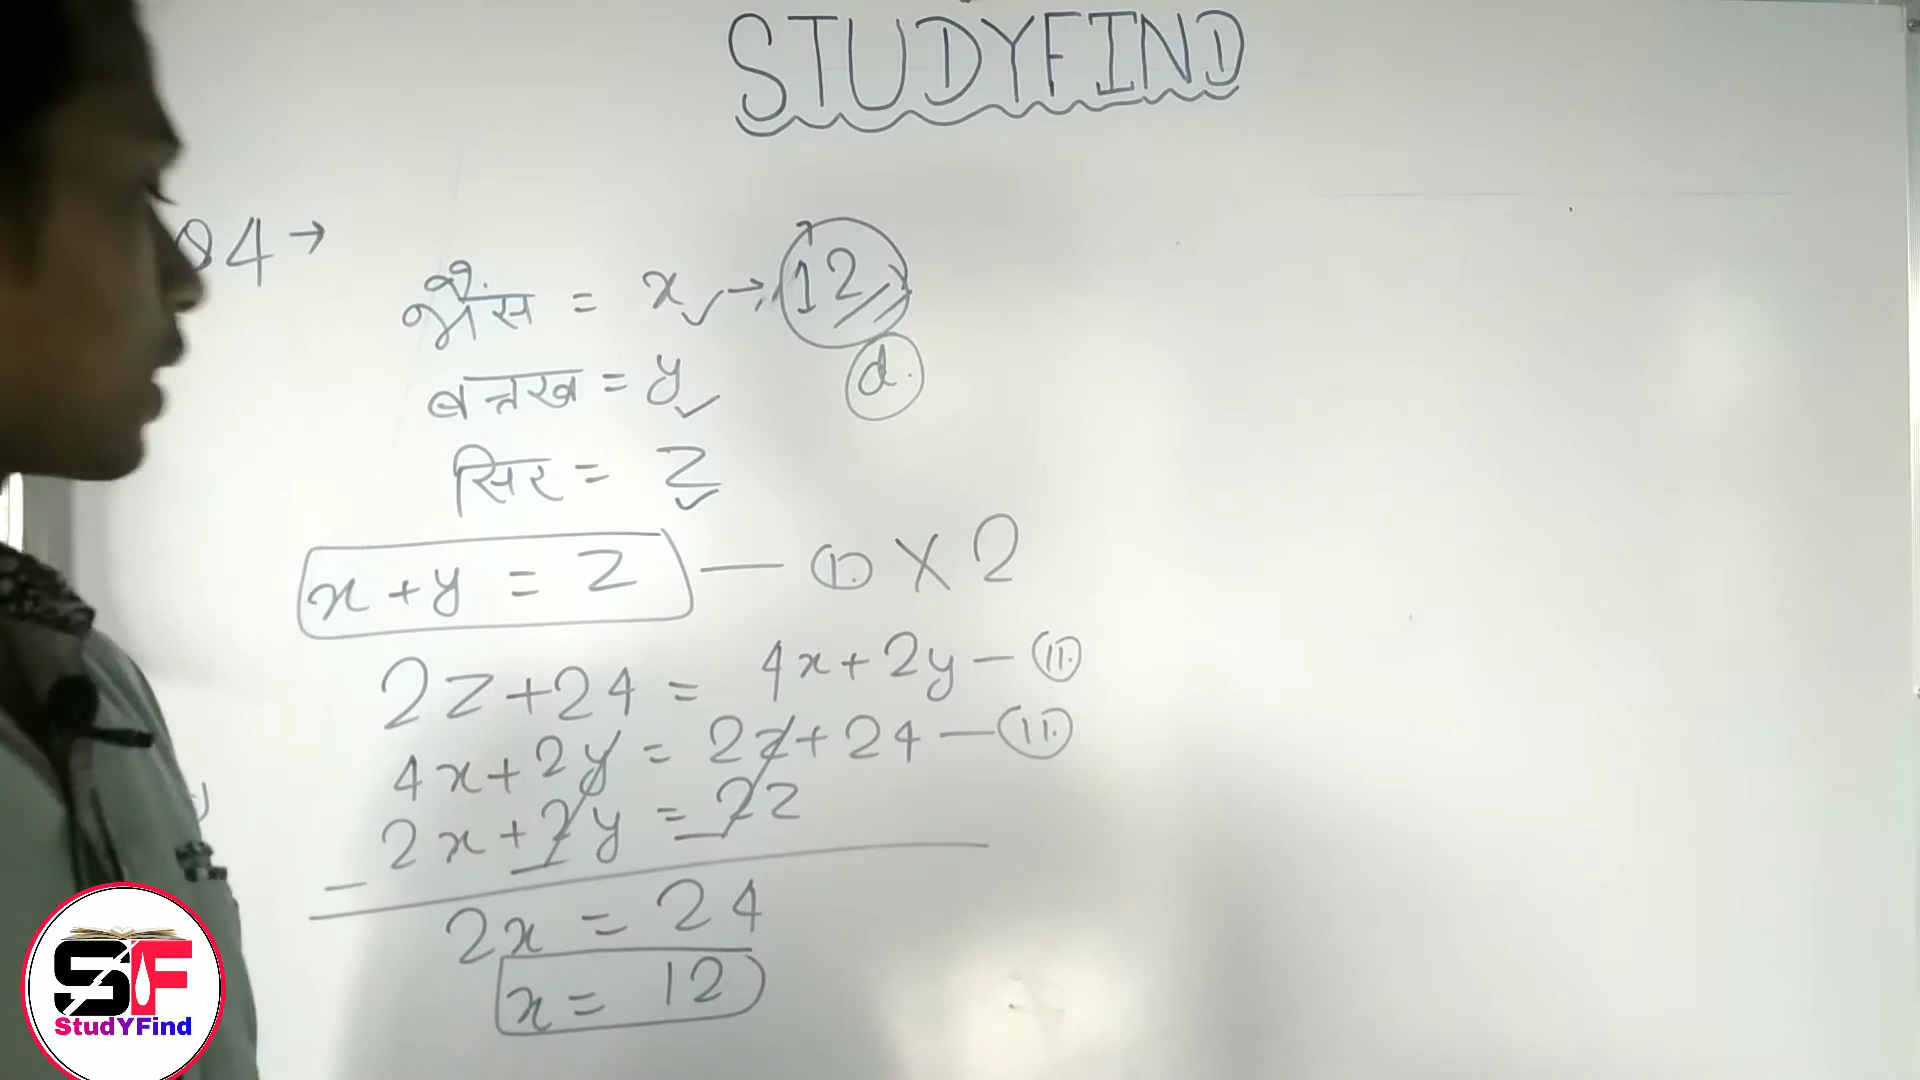 STUDYFIND
Q4 →
भैंस = x → 12
बत्तख = y
d.
सिर = z
x + y = z — (I.) × 2
2z + 24 = 4x + 2y — (II.)
4x + 2y = 2z + 24 — (II.)
2x + 2y = 2z
2x = 24
x = 12
SF
StudYFind